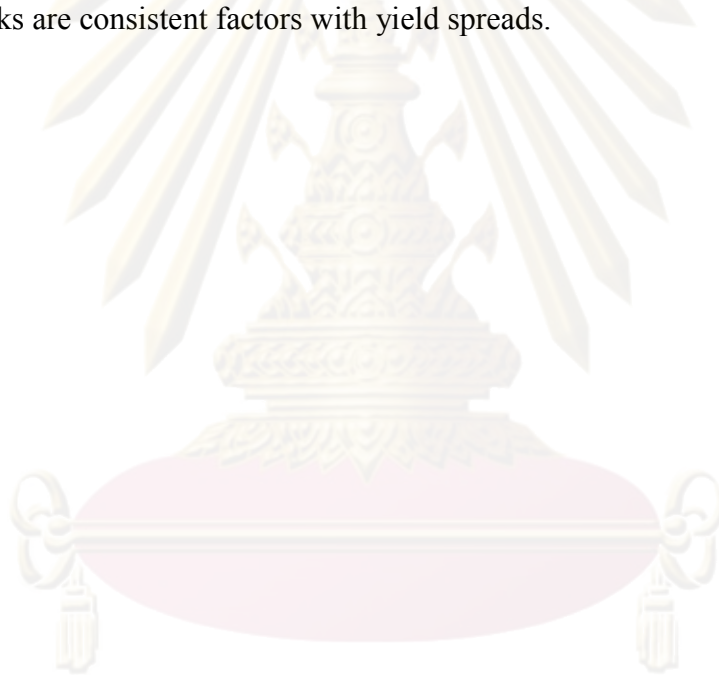 ks are consistent factors with yield spreads.